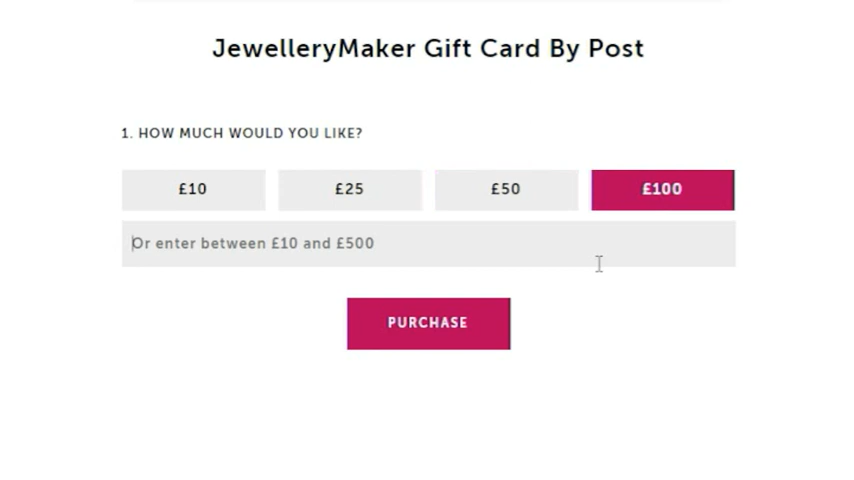 JewelleryMaker Gift Card By Post
1. HOW MUCH WOULD YOU LIKE?
£10 £25 £50 £100
Or enter between £10 and £500
PURCHASE